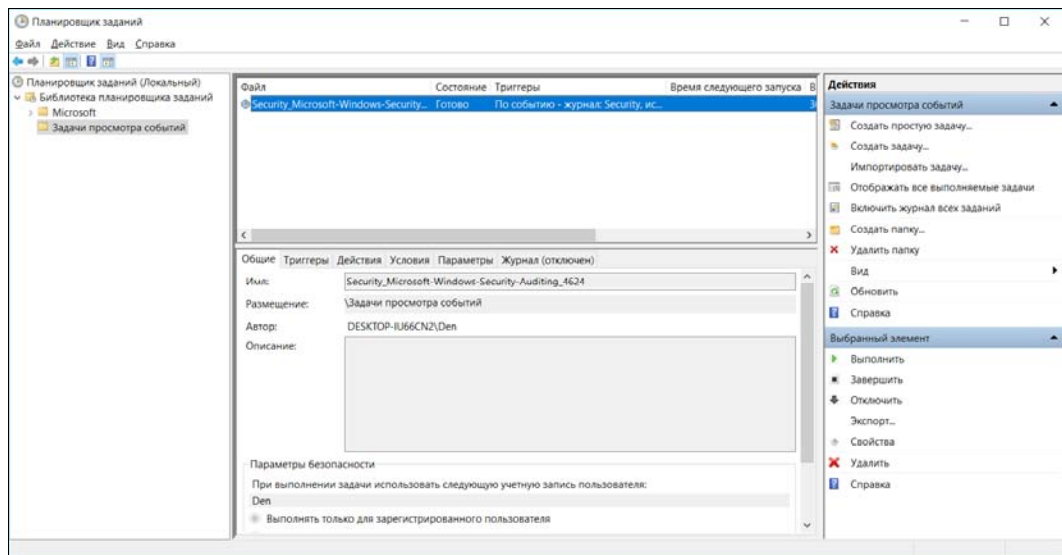 Планировщик заданий
Файл Действие Вид Справка
Планировщик заданий (Локальный)
Библиотека планировщика заданий
Microsoft
Задачи просмотра событий
Файл Состояние Триггеры Время следующего запуска В
Security_Microsoft-Windows-Security... Готово По событию - журнал: Security, ис...
Общие Триггеры Действия Условия Параметры Журнал (отключен)
Имя: Security_Microsoft-Windows-Security-Auditing_4624
Размещение: \Задачи просмотра событий
Автор: DESKTOP-IU66CN2\Den
Описание:
Параметры безопасности
При выполнении задачи использовать следующую учетную запись пользователя:
Den
Выполнять только для зарегистрированного пользователя
Действия
Задачи просмотра событий
Создать простую задачу...
Создать задачу...
Импортировать задачу...
Отображать все выполняемые задачи
Включить журнал всех заданий
Создать папку...
Удалить папку
Вид
Обновить
Справка
Выбранный элемент
Выполнить
Завершить
Отключить
Экспорт...
Свойства
Удалить
Справка